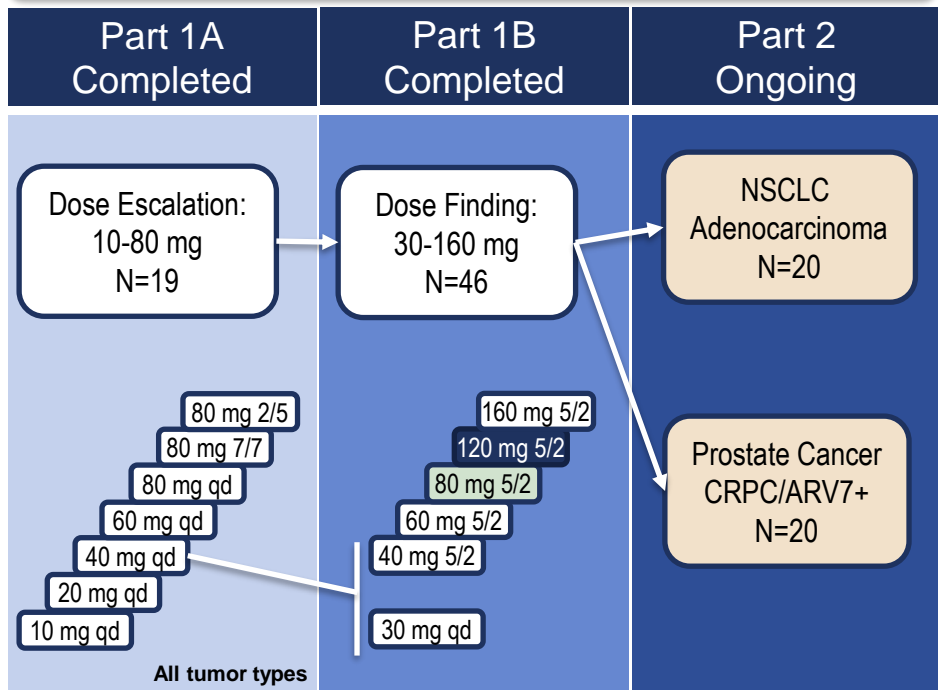 Part 1A
Completed
Part 1B
Completed
Part 2
Ongoing
Dose Escalation:
10-80 mg
N=19
Dose Finding:
30-160 mg
N=46
NSCLC
Adenocarcinoma
N=20
80 mg 2/5
80 mg 7/7
80 mg qd
60 mg qd
40 mg qd
20 mg qd
10 mg qd
All tumor types
160 mg 5/2
120 mg 5/2
80 mg 5/2
60 mg 5/2
40 mg 5/2
30 mg qd
Prostate Cancer
CRPC/ARV7+
N=20